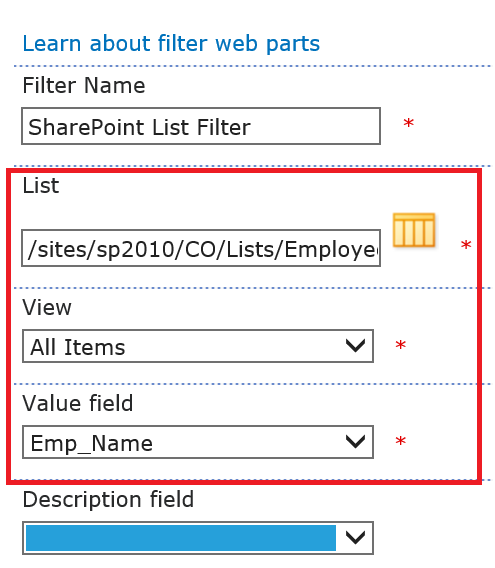 Learn about filter web parts
Filter Name
SharePoint List Filter *
List
/sites/sp2010/CO/Lists/Employe *
View
All Items *
Value field
Emp_Name *
Description field